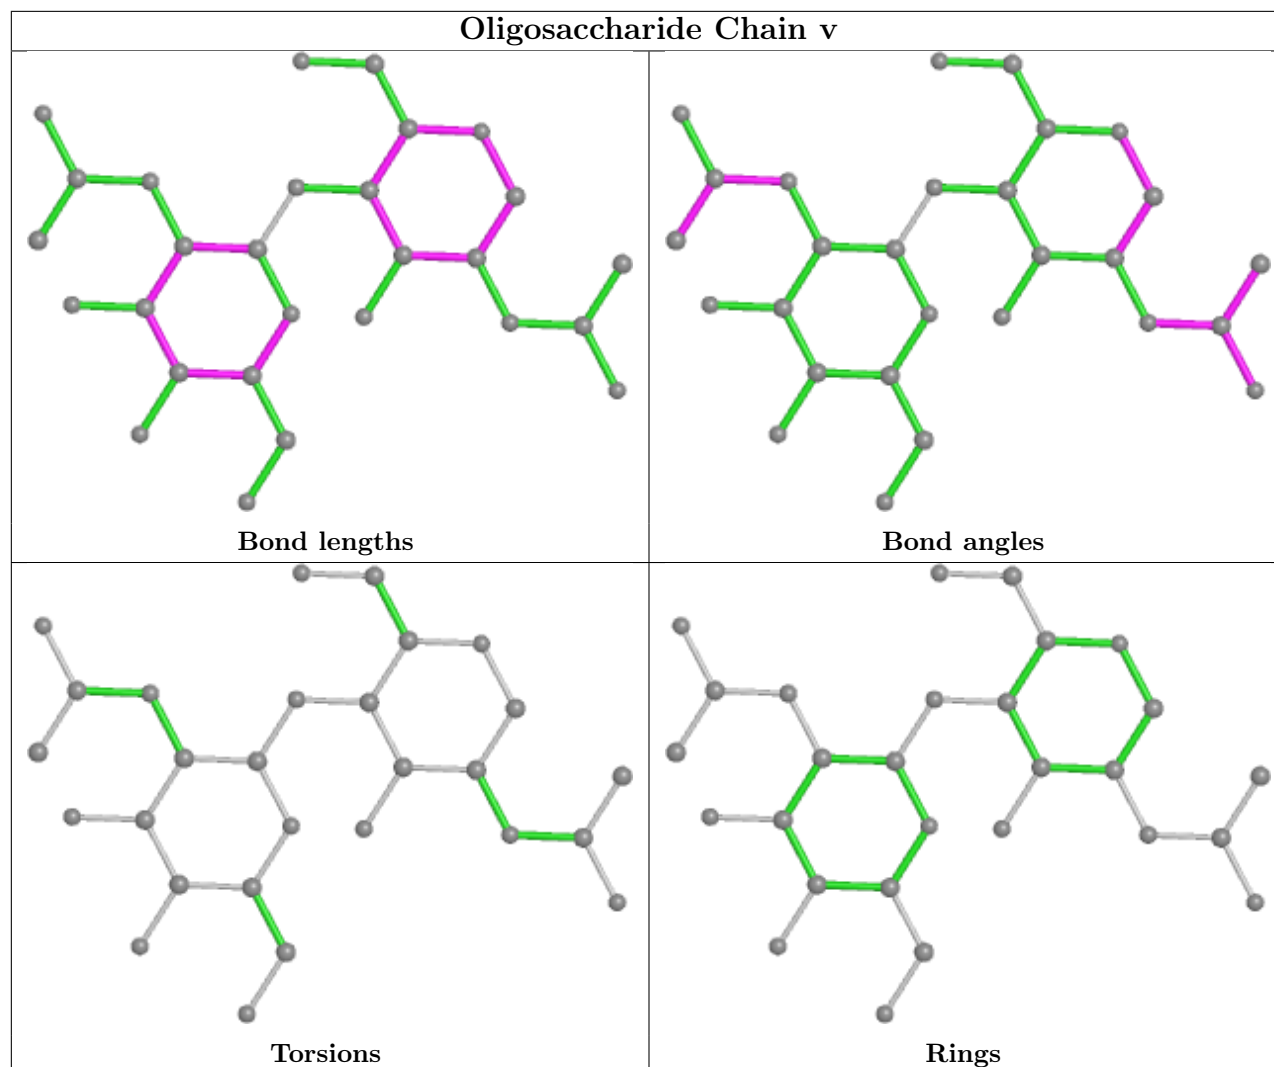 Oligosaccharide Chain v
Bond lengths
Bond angles
Torsions
Rings